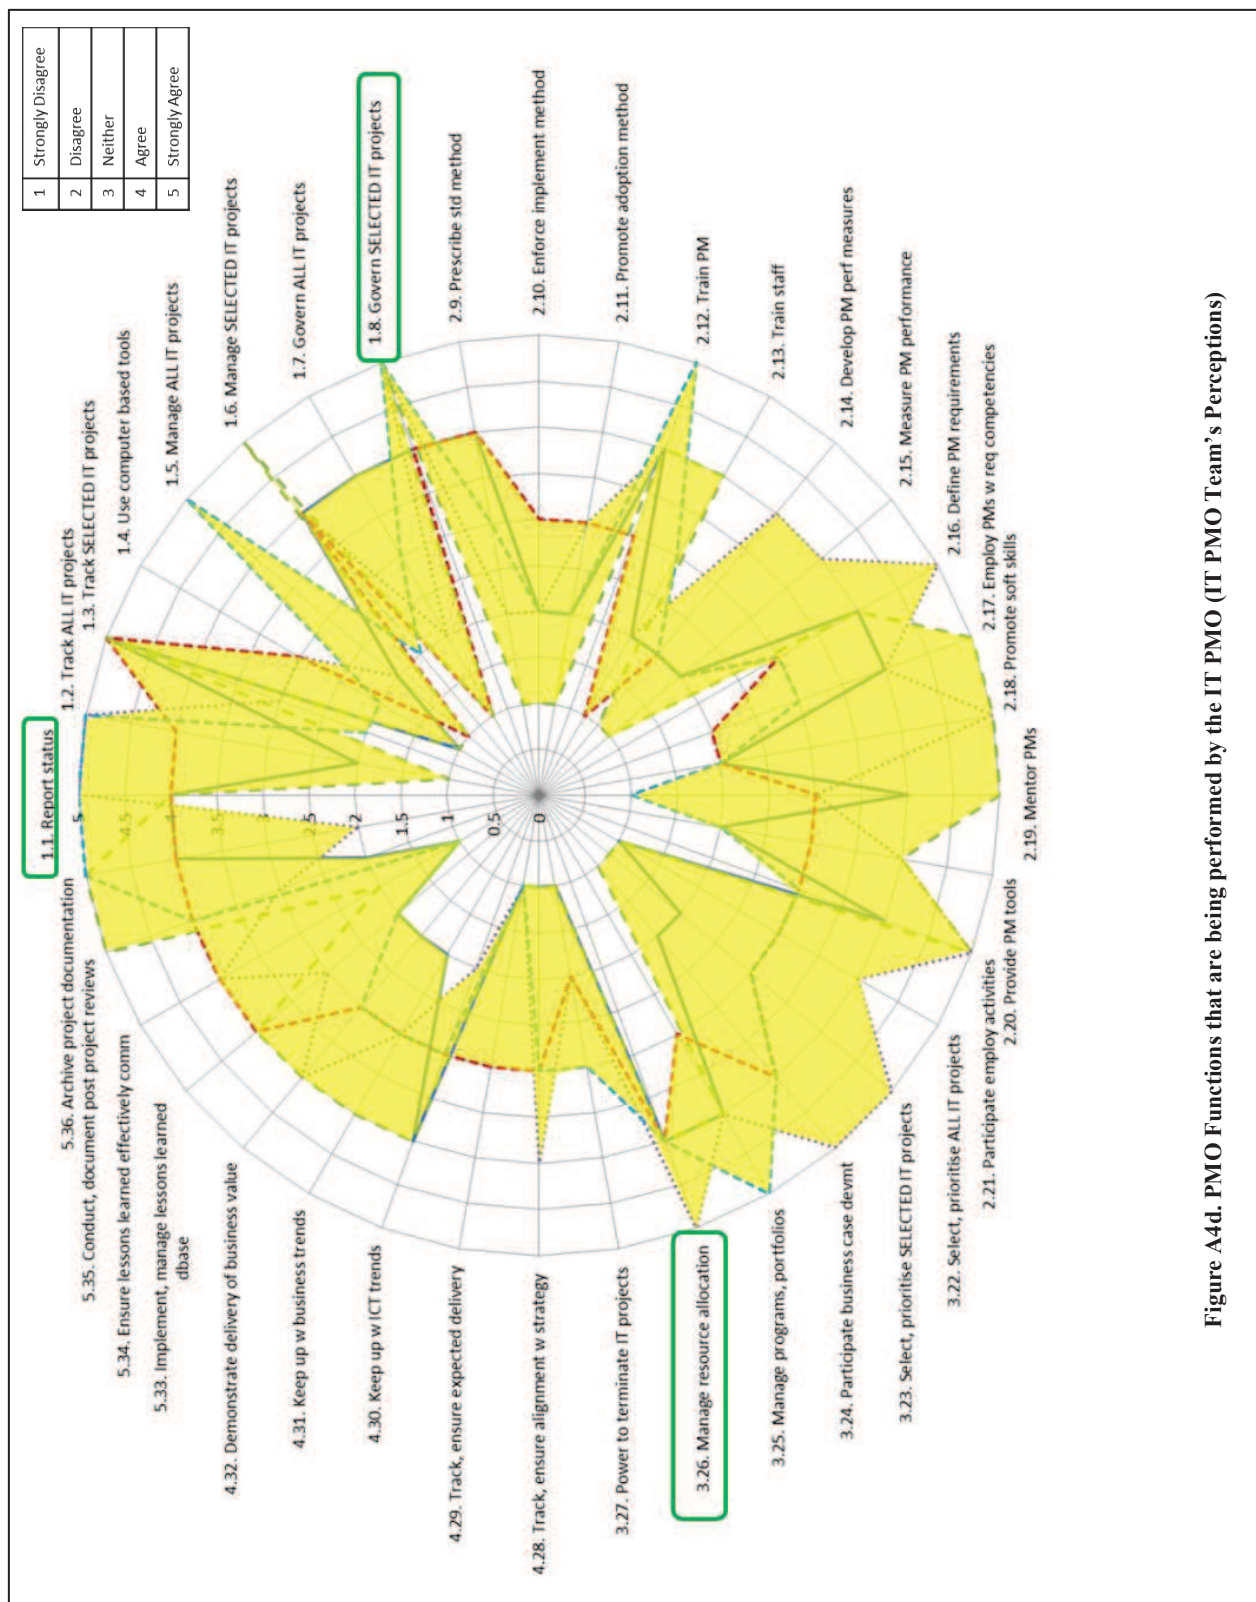 1 Strongly Disagree
2 Disagree
3 Neither
4 Agree
5 Strongly Agree
1.1. Report status
1.2. Track ALL IT projects
1.3. Track SELECTED IT projects
1.4. Use computer based tools
1.5. Manage ALL IT projects
1.6. Manage SELECTED IT projects
1.7. Govern ALL IT projects
1.8. Govern SELECTED IT projects
2.9. Prescribe std method
2.10. Enforce implement method
2.11. Promote adoption method
2.12. Train PM
2.13. Train staff
2.14. Develop PM perf measures
2.15. Measure PM performance
2.16. Define PM requirements
2.17. Employ PMs w req competencies
2.18. Promote soft skills
2.19. Mentor PMs
2.20. Provide PM tools
2.21. Participate employ activities
3.22. Select, prioritise ALL IT projects
3.23. Select, prioritise SELECTED IT projects
3.24. Participate business case devmt
3.25. Manage programs, portfolios
3.26. Manage resource allocation
3.27. Power to terminate IT projects
4.28. Track, ensure alignment w strategy
4.29. Track, ensure expected delivery
4.30. Keep up w ICT trends
4.31. Keep up w business trends
4.32. Demonstrate delivery of business value
5.33. Implement, manage lessons learned
dbase
5.34. Ensure lessons learned effectively comm
5.35. Conduct, document post project reviews
5.36. Archive project documentation
5
4.5
4
3.5
3
2.5
2
1.5
1
0.5
0
Figure A4d. PMO Functions that are being performed by the IT PMO (IT PMO Team's Perceptions)